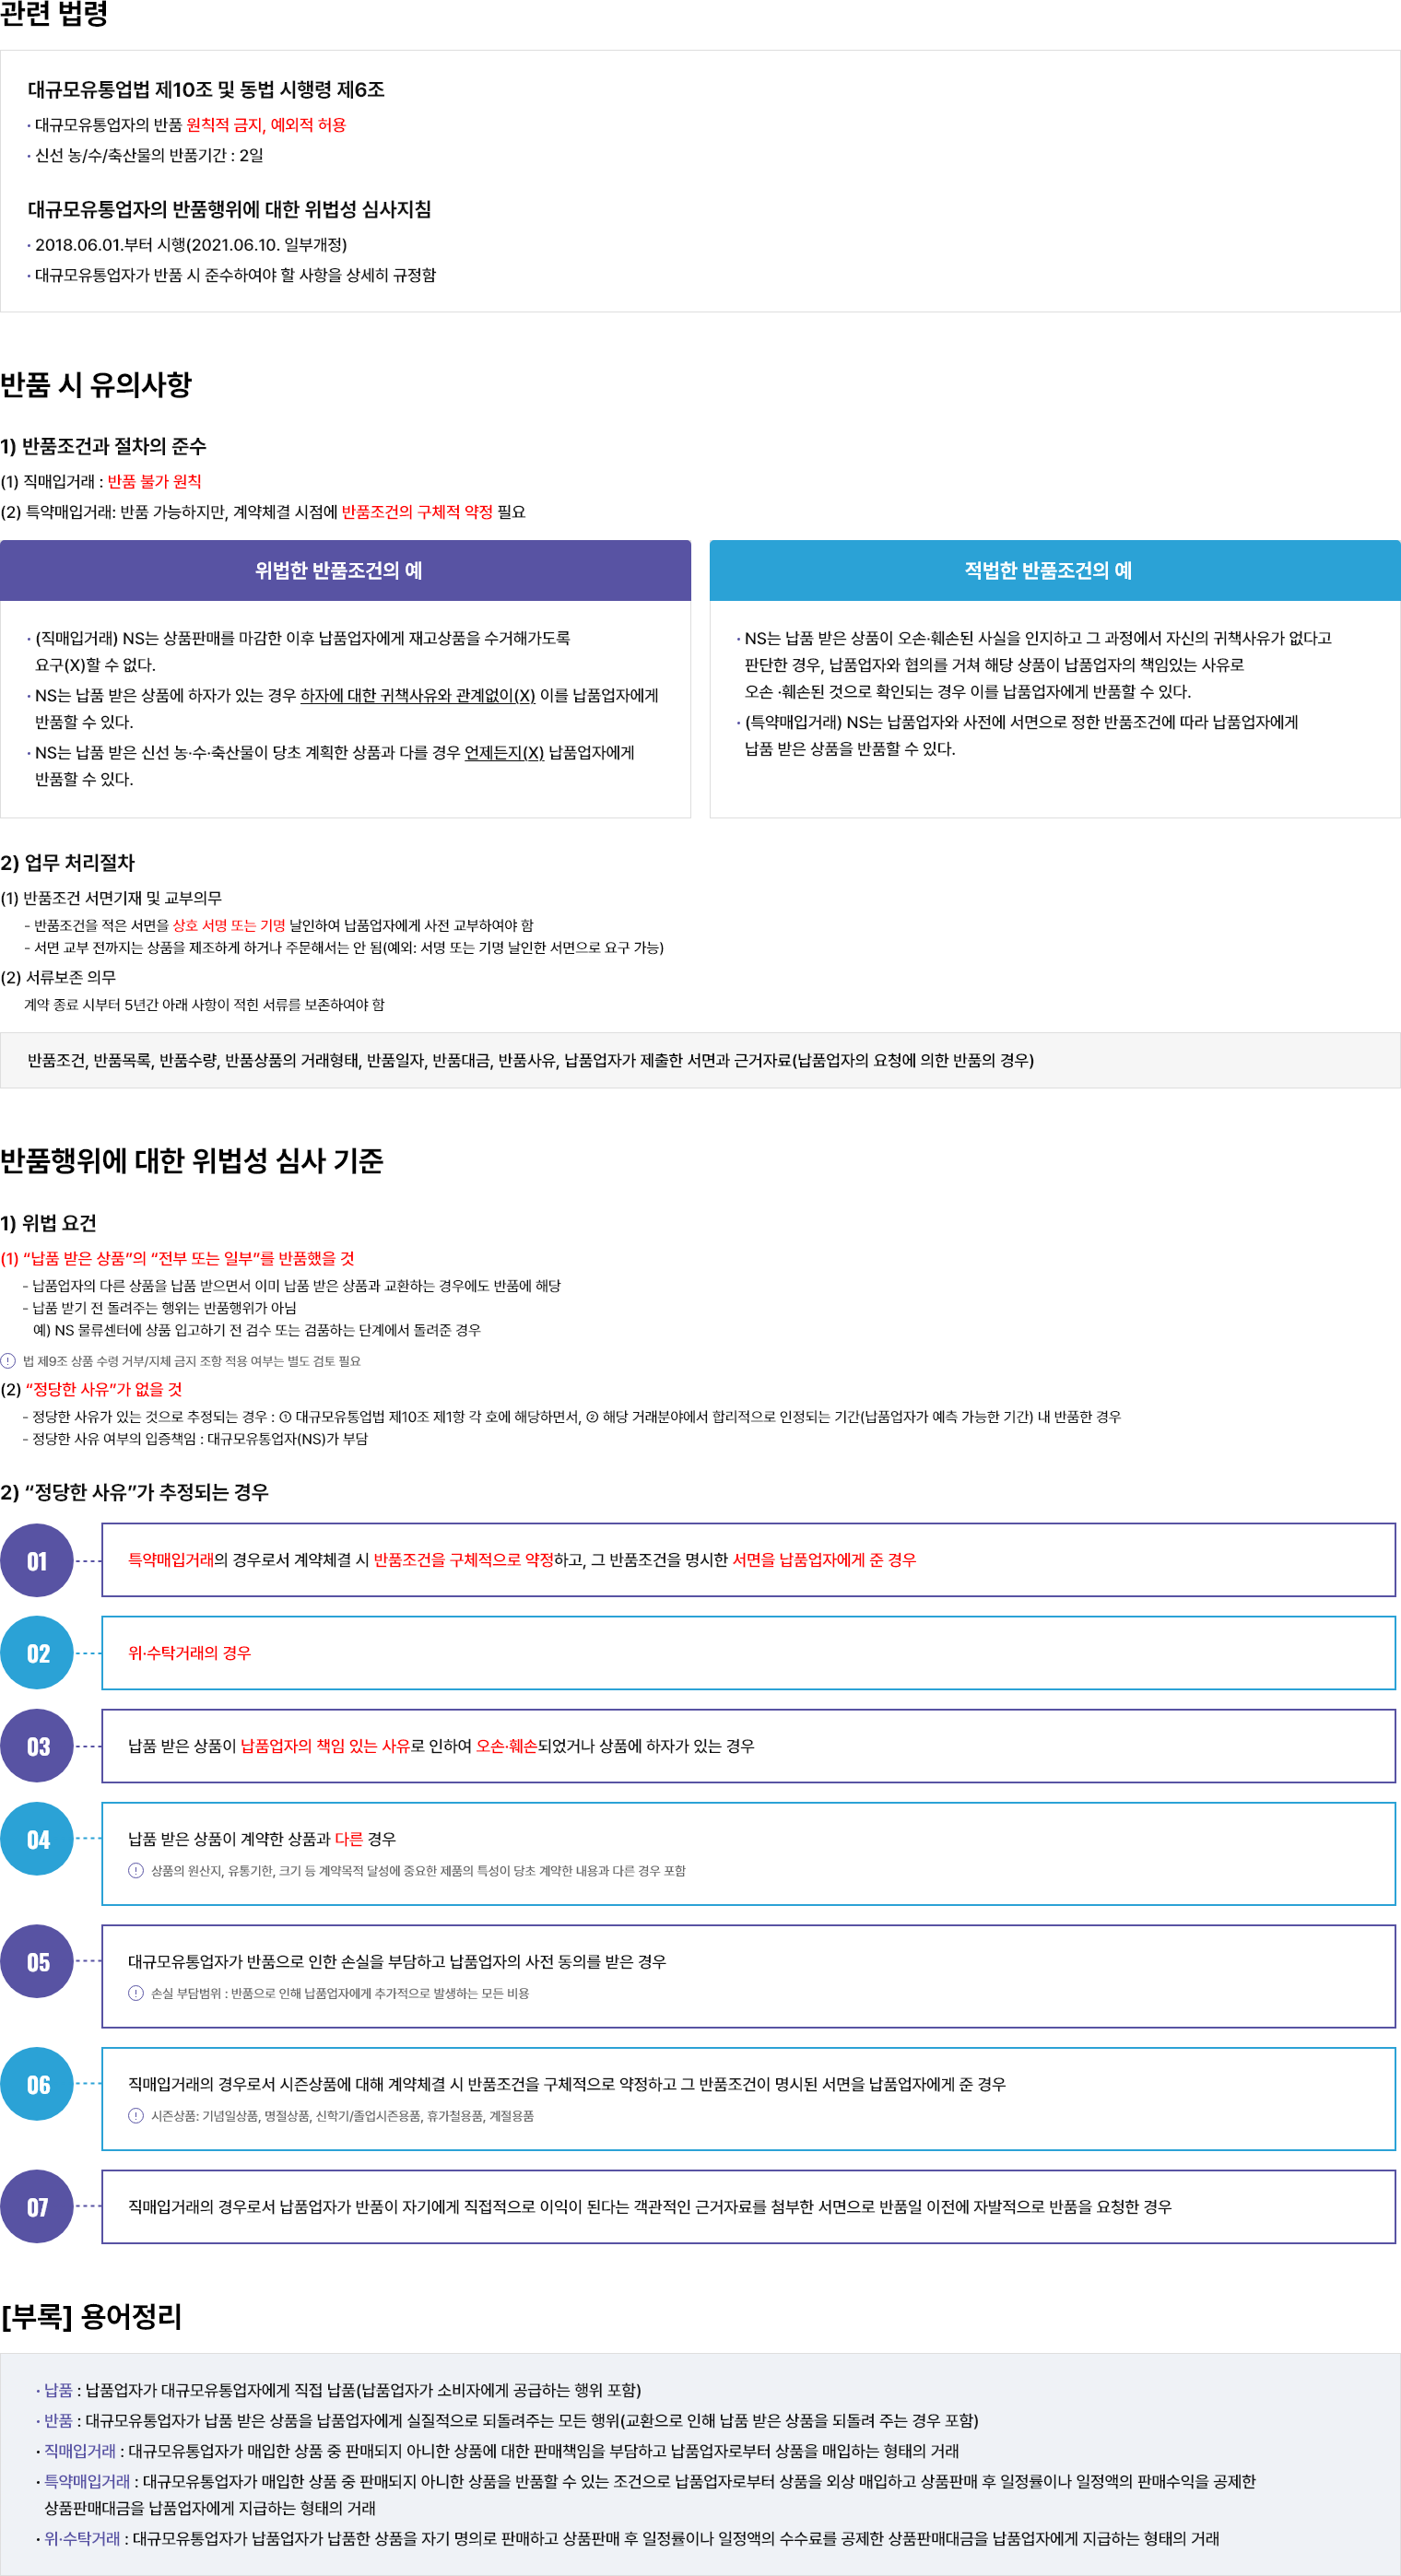 관련 법령
대규모유통업법 제10조 및 동법 시행령 제6조
· 대규모유통업자의 반품 원칙적 금지, 예외적 허용
· 신선 농/수/축산물의 반품기간 : 2일
대규모유통업자의 반품행위에 대한 위법성 심사지침
· 2018.06.01.부터 시행(2021.06.10. 일부개정)
· 대규모유통업자가 반품 시 준수하여야 할 사항을 상세히 규정함
반품 시 유의사항
1) 반품조건과 절차의 준수
(1) 직매입거래 : 반품 불가 원칙
(2) 특약매입거래: 반품 가능하지만, 계약체결 시점에 반품조건의 구체적 약정 필요
위법한 반품조건의 예
· (직매입거래) NS는 상품판매를 마감한 이후 납품업자에게 재고상품을 수거해가도록
요구(X)할 수 없다.
· NS는 납품 받은 상품에 하자가 있는 경우 하자에 대한 귀책사유와 관계없이(X) 이를 납품업자에게
반품할 수 있다.
· NS는 납품 받은 신선 농·수·축산물이 당초 계획한 상품과 다를 경우 언제든지(X) 납품업자에게
반품할 수 있다.
적법한 반품조건의 예
· NS는 납품 받은 상품이 오손·훼손된 사실을 인지하고 그 과정에서 자신의 귀책사유가 없다고
판단한 경우, 납품업자와 협의를 거쳐 해당 상품이 납품업자의 책임있는 사유로
오손 ·훼손된 것으로 확인되는 경우 이를 납품업자에게 반품할 수 있다.
· (특약매입거래) NS는 납품업자와 사전에 서면으로 정한 반품조건에 따라 납품업자에게
납품 받은 상품을 반품할 수 있다.
2) 업무 처리절차
(1) 반품조건 서면기재 및 교부의무
- 반품조건을 적은 서면을 상호 서명 또는 기명 날인하여 납품업자에게 사전 교부하여야 함
- 서면 교부 전까지는 상품을 제조하게 하거나 주문해서는 안 됨(예외: 서명 또는 기명 날인한 서면으로 요구 가능)
(2) 서류보존 의무
계약 종료 시부터 5년간 아래 사항이 적힌 서류를 보존하여야 함
반품조건, 반품목록, 반품수량, 반품상품의 거래형태, 반품일자, 반품대금, 반품사유, 납품업자가 제출한 서면과 근거자료(납품업자의 요청에 의한 반품의 경우)
반품행위에 대한 위법성 심사 기준
1) 위법 요건
(1) “납품 받은 상품”의 “전부 또는 일부”를 반품했을 것
- 납품업자의 다른 상품을 납품 받으면서 이미 납품 받은 상품과 교환하는 경우에도 반품에 해당
- 납품 받기 전 돌려주는 행위는 반품행위가 아님
예) NS 물류센터에 상품 입고하기 전 검수 또는 검품하는 단계에서 돌려준 경우
! 법 제9조 상품 수령 거부/지체 금지 조항 적용 여부는 별도 검토 필요
(2) “정당한 사유”가 없을 것
- 정당한 사유가 있는 것으로 추정되는 경우 : ① 대규모유통업법 제10조 제1항 각 호에 해당하면서, ② 해당 거래분야에서 합리적으로 인정되는 기간(납품업자가 예측 가능한 기간) 내 반품한 경우
- 정당한 사유 여부의 입증책임 : 대규모유통업자(NS)가 부담
2) “정당한 사유”가 추정되는 경우
01
특약매입거래의 경우로서 계약체결 시 반품조건을 구체적으로 약정하고, 그 반품조건을 명시한 서면을 납품업자에게 준 경우
02
위·수탁거래의 경우
03
납품 받은 상품이 납품업자의 책임 있는 사유로 인하여 오손·훼손되었거나 상품에 하자가 있는 경우
04
납품 받은 상품이 계약한 상품과 다른 경우
! 상품의 원산지, 유통기한, 크기 등 계약목적 달성에 중요한 제품의 특성이 당초 계약한 내용과 다른 경우 포함
05
대규모유통업자가 반품으로 인한 손실을 부담하고 납품업자의 사전 동의를 받은 경우
! 손실 부담범위 : 반품으로 인해 납품업자에게 추가적으로 발생하는 모든 비용
06
직매입거래의 경우로서 시즌상품에 대해 계약체결 시 반품조건을 구체적으로 약정하고 그 반품조건이 명시된 서면을 납품업자에게 준 경우
! 시즌상품: 기념일상품, 명절상품, 신학기/졸업시즌용품, 휴가철용품, 계절용품
07
직매입거래의 경우로서 납품업자가 반품이 자기에게 직접적으로 이익이 된다는 객관적인 근거자료를 첨부한 서면으로 반품일 이전에 자발적으로 반품을 요청한 경우
[부록] 용어정리
· 납품 : 납품업자가 대규모유통업자에게 직접 납품(납품업자가 소비자에게 공급하는 행위 포함)
· 반품 : 대규모유통업자가 납품 받은 상품을 납품업자에게 실질적으로 되돌려주는 모든 행위(교환으로 인해 납품 받은 상품을 되돌려 주는 경우 포함)
· 직매입거래 : 대규모유통업자가 매입한 상품 중 판매되지 아니한 상품에 대한 판매책임을 부담하고 납품업자로부터 상품을 매입하는 형태의 거래
· 특약매입거래 : 대규모유통업자가 매입한 상품 중 판매되지 아니한 상품을 반품할 수 있는 조건으로 납품업자로부터 상품을 외상 매입하고 상품판매 후 일정률이나 일정액의 판매수익을 공제한
상품판매대금을 납품업자에게 지급하는 형태의 거래
· 위·수탁거래 : 대규모유통업자가 납품업자가 납품한 상품을 자기 명의로 판매하고 상품판매 후 일정률이나 일정액의 수수료를 공제한 상품판매대금을 납품업자에게 지급하는 형태의 거래